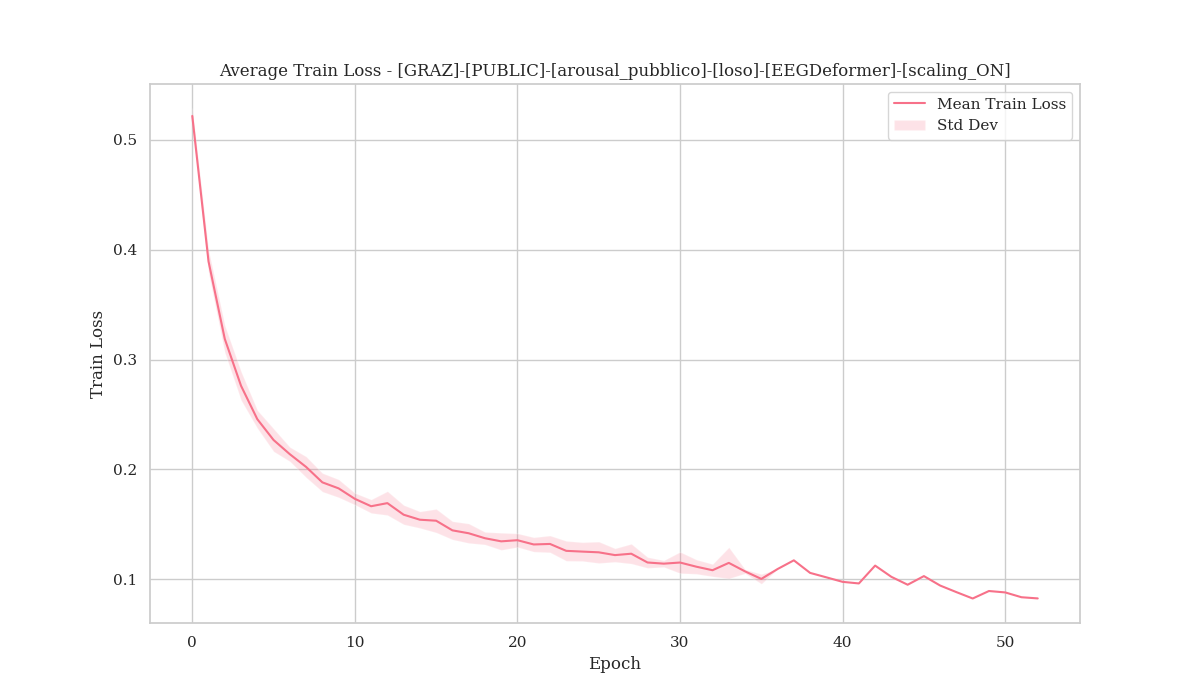 Average Train Loss - [GRAZ]-[PUBLIC]-[arousal_pubblico]-[loso]-[EEGDeformer]-[scaling_ON]
Mean Train Loss
Std Dev
0.5
0.4
0.3
0.2
0.1
Train Loss
0
10
20
30
40
50
Epoch